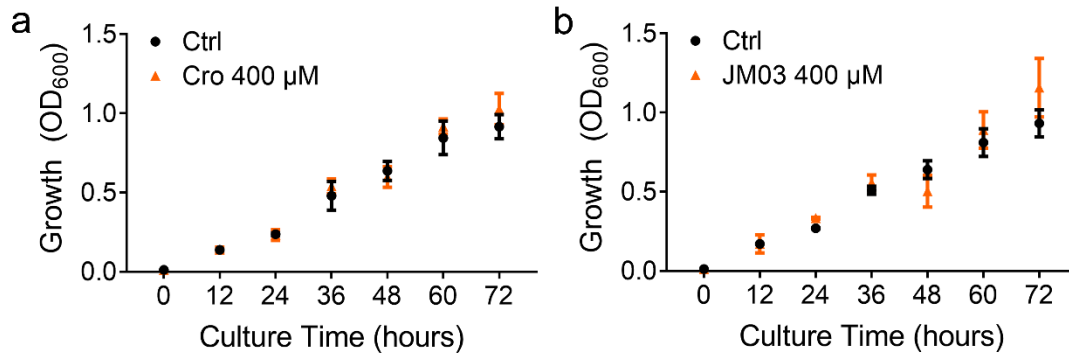 a
Ctrl
Cro 400 μM
Growth (OD600)
1.5
1.0
0.5
0.0
0 12 24 36 48 60 72
Culture Time (hours)
b
Ctrl
JM03 400 μM
Growth (OD600)
1.5
1.0
0.5
0.0
0 12 24 36 48 60 72
Culture Time (hours)